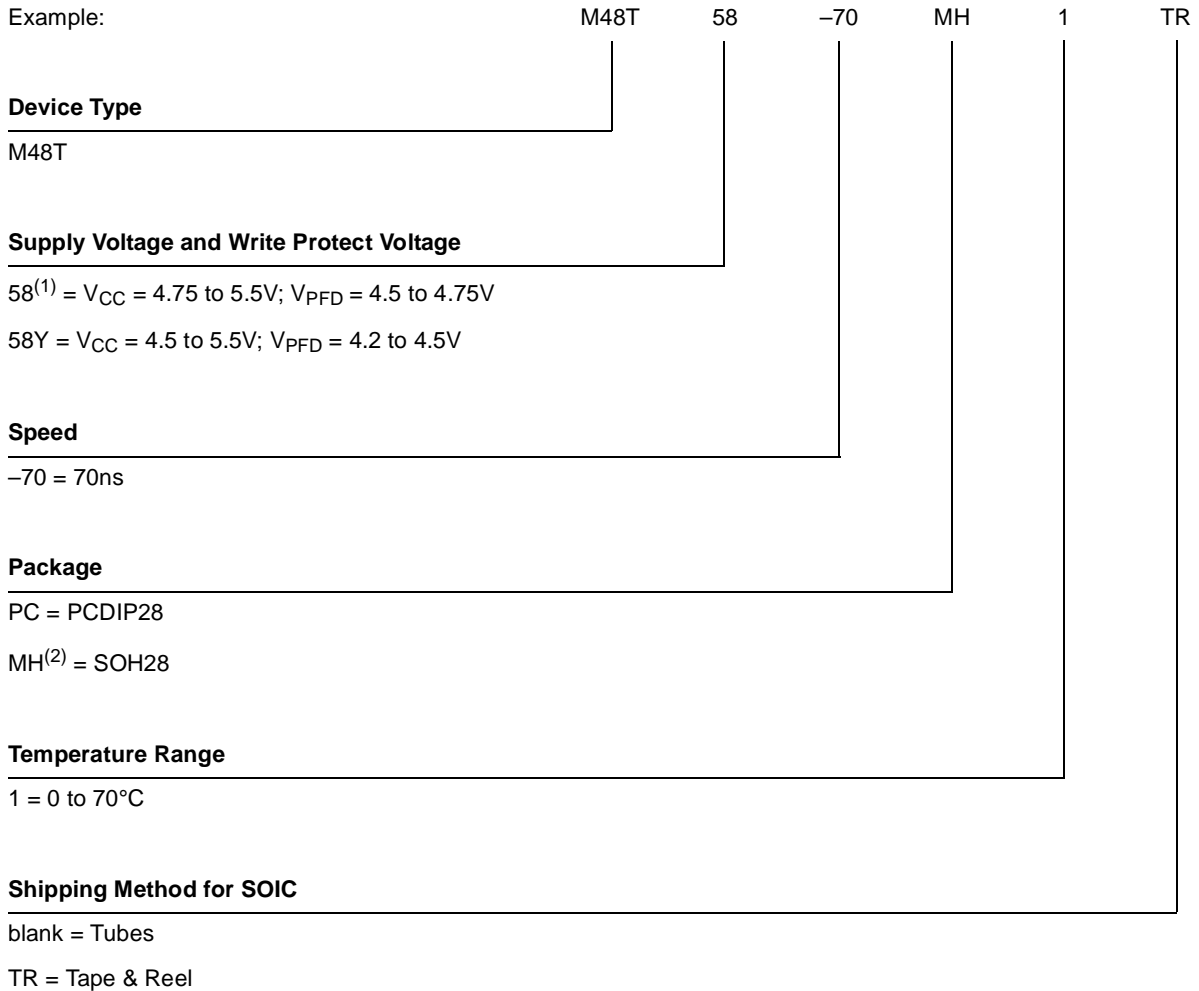 Example: M48T 58 –70 MH 1 TR
Device Type
M48T
Supply Voltage and Write Protect Voltage
58(1) = VCC = 4.75 to 5.5V; VPFD = 4.5 to 4.75V
58Y = VCC = 4.5 to 5.5V; VPFD = 4.2 to 4.5V
Speed
–70 = 70ns
Package
PC = PCDIP28
MH(2) = SOH28
Temperature Range
1 = 0 to 70°C
Shipping Method for SOIC
blank = Tubes
TR = Tape & Reel